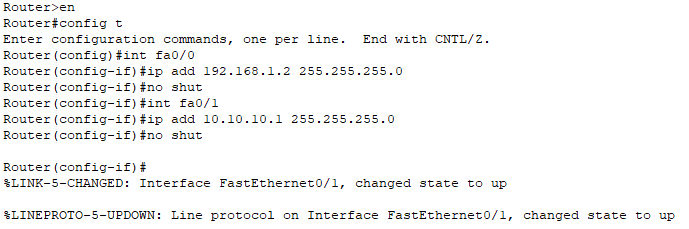 Router>en
Router#config t
Enter configuration commands, one per line.  End with CNTL/Z.
Router(config)#int fa0/0
Router(config-if)#ip add 192.168.1.2 255.255.255.0
Router(config-if)#no shut
Router(config-if)#int fa0/1
Router(config-if)#ip add 10.10.10.1 255.255.255.0
Router(config-if)#no shut

Router(config-if)#
%LINK-5-CHANGED: Interface FastEthernet0/1, changed state to up

%LINEPROTO-5-UPDOWN: Line protocol on Interface FastEthernet0/1, changed state to up